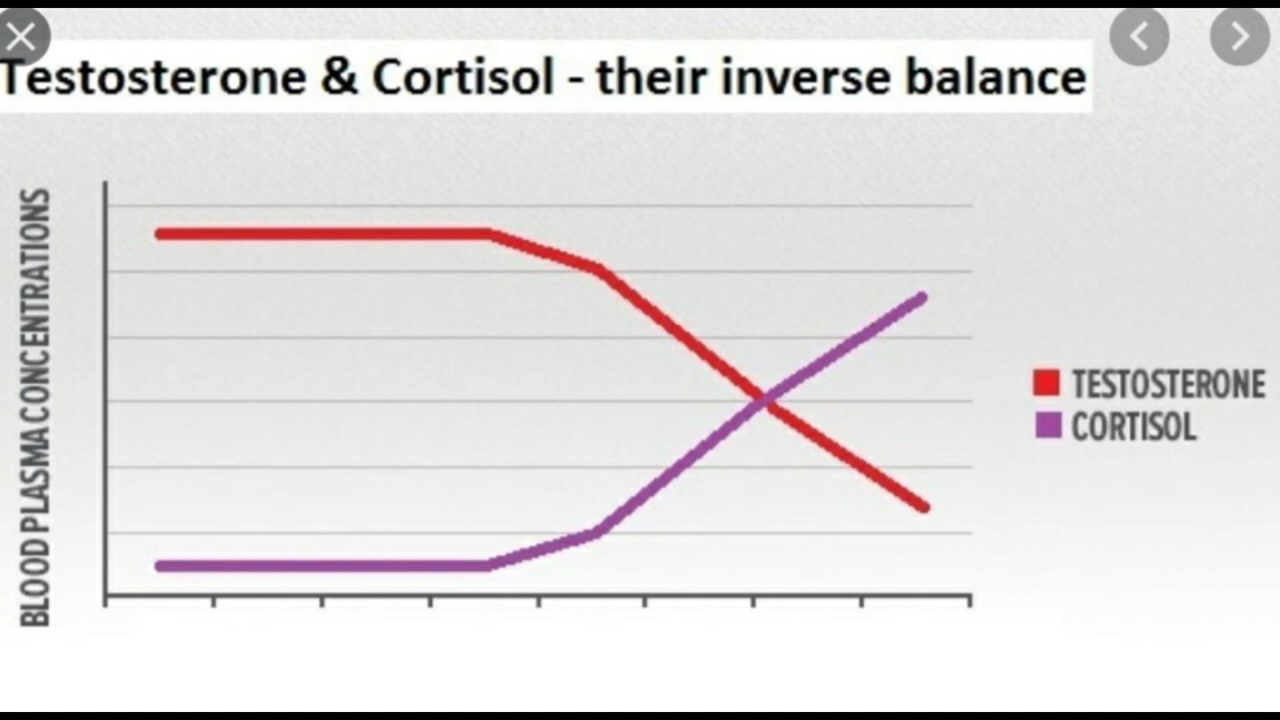 Testosterone & Cortisol - their inverse balance
BLOOD PLASMA CONCENTRATIONS
TESTOSTERONE
CORTISOL